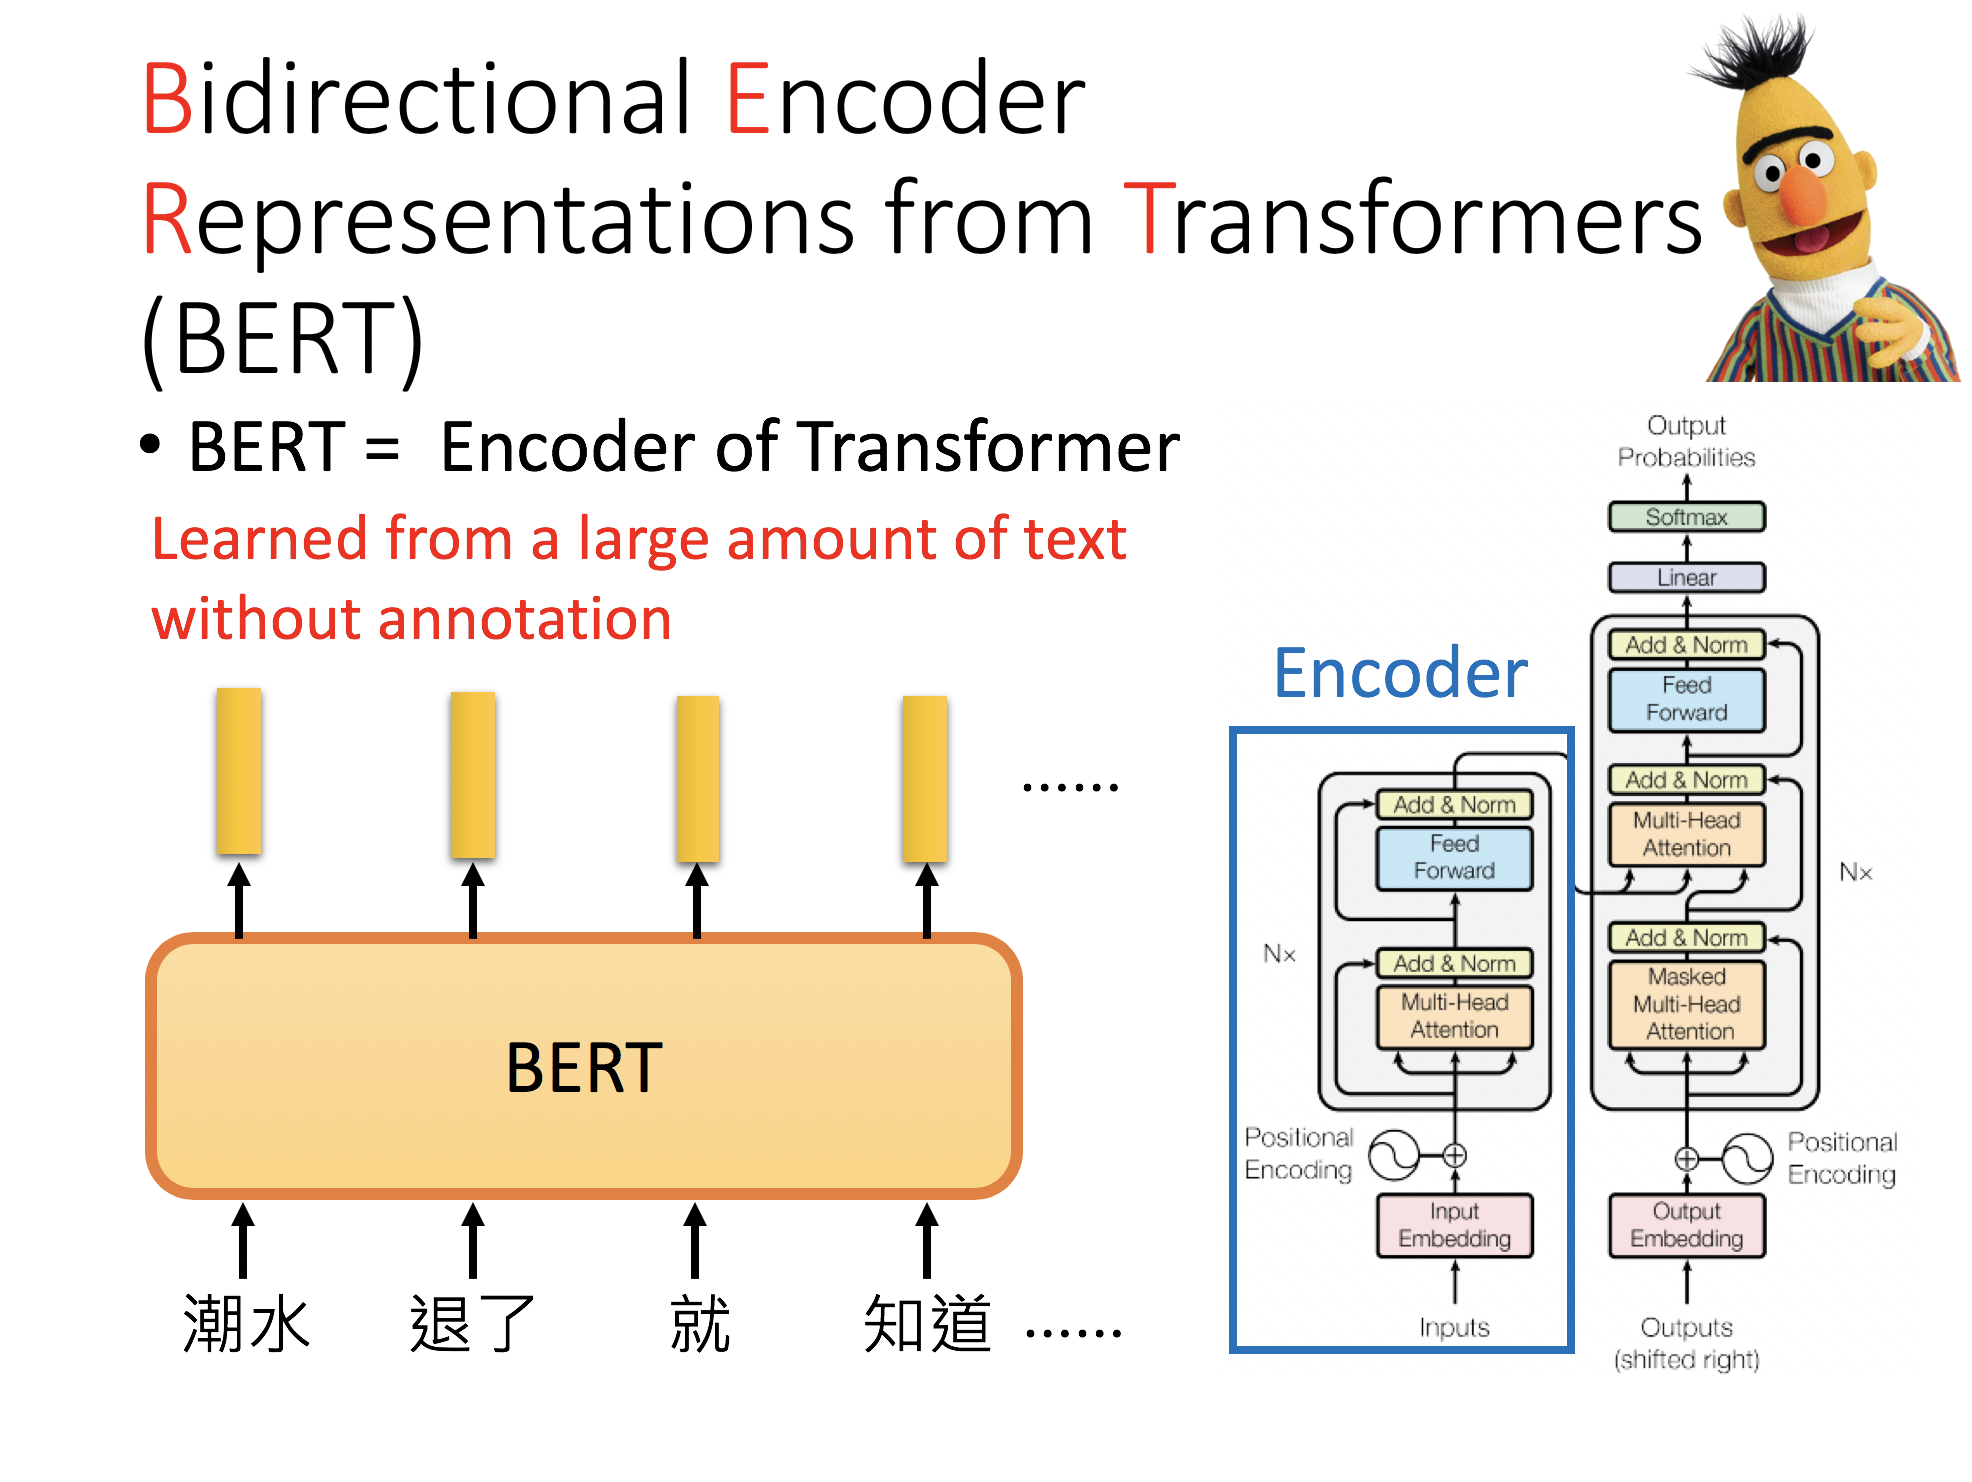 Bidirectional Encoder
Representations from Transformers
(BERT)
• BERT = Encoder of Transformer
Learned from a large amount of text
without annotation
……
BERT
潮水 退了 就 知道 ……
Encoder
Add & Norm
Feed
Forward
Add & Norm
Multi-Head
Attention
N×
Positional
Encoding
Input
Embedding
Inputs
Output
Probabilities
Softmax
Linear
Add & Norm
Feed
Forward
Add & Norm
Multi-Head
Attention
N×
Add & Norm
Masked
Multi-Head
Attention
Positional
Encoding
Output
Embedding
Outputs
(shifted right)